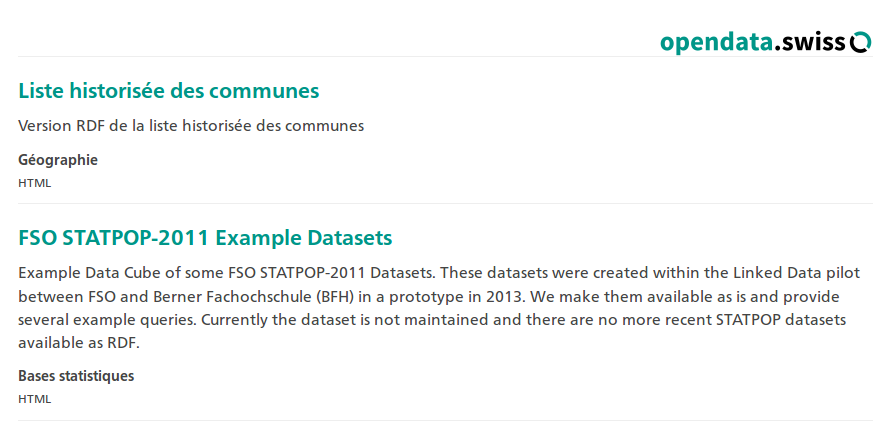 opendata.swiss
Liste historisée des communes
Version RDF de la liste historisée des communes
Géographie
HTML
FSO STATPOP-2011 Example Datasets
Example Data Cube of some FSO STATPOP-2011 Datasets. These datasets were created within the Linked Data pilot
between FSO and Berner Fachochschule (BFH) in a prototype in 2013. We make them available as is and provide
several example queries. Currently the dataset is not maintained and there are no more recent STATPOP datasets
available as RDF.
Bases statistiques
HTML